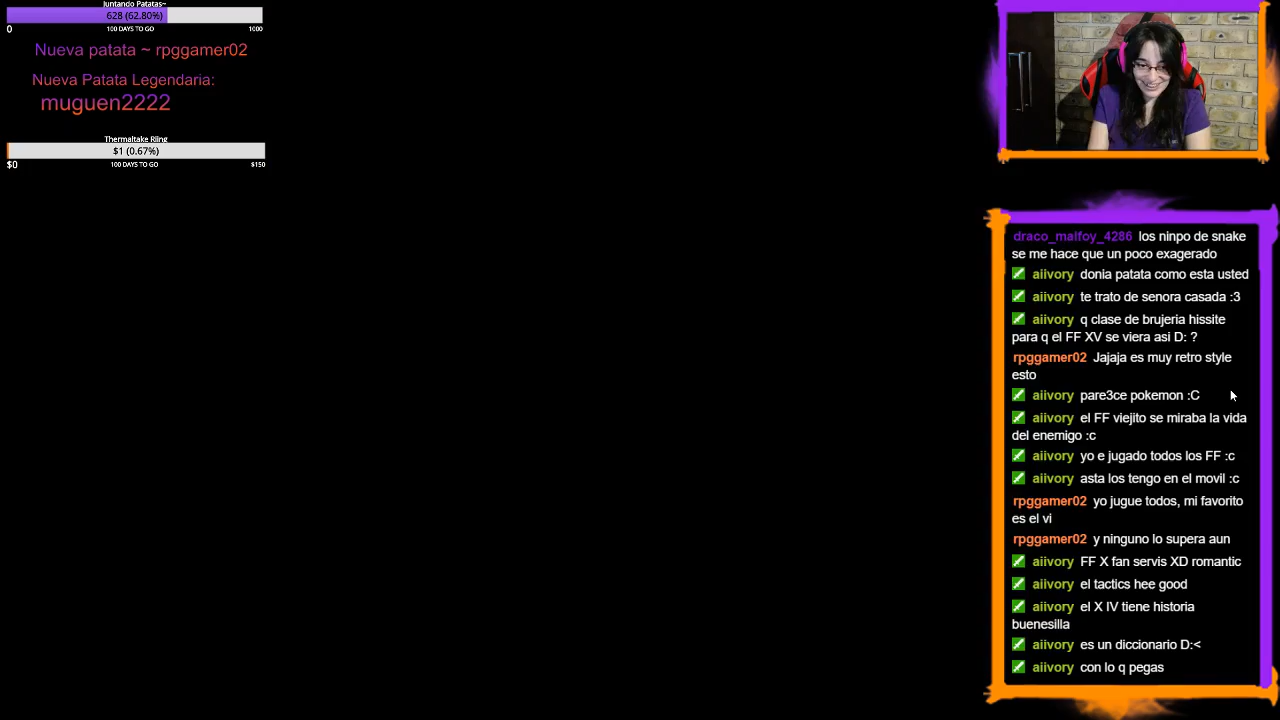 Juntando Patatas~
628 (62.80%)
0 100 DAYS TO GO 1000
Nueva patata ~ rpggamer02
Nueva Patata Legendaria:
muguen2222
Thermaltake Riing
$1 (0.67%)
$0 100 DAYS TO GO $150
draco_malfoy_4286 los ninpo de snake
se me hace que un poco exagerado
aiivory donia patata como esta usted
aiivory te trato de senora casada :3
aiivory q clase de brujeria hissite
para q el FF XV se viera asi D: ?
rpggamer02 Jajaja es muy retro style
esto
aiivory pare3ce pokemon :C
aiivory el FF viejito se miraba la vida
del enemigo :c
aiivory yo e jugado todos los FF :c
aiivory asta los tengo en el movil :c
rpggamer02 yo jugue todos, mi favorito
es el vi
rpggamer02 y ninguno lo supera aun
aiivory FF X fan servis XD romantic
aiivory el tactics hee good
aiivory el X IV tiene historia
buenesilla
aiivory es un diccionario D:<
aiivory con lo q pegas